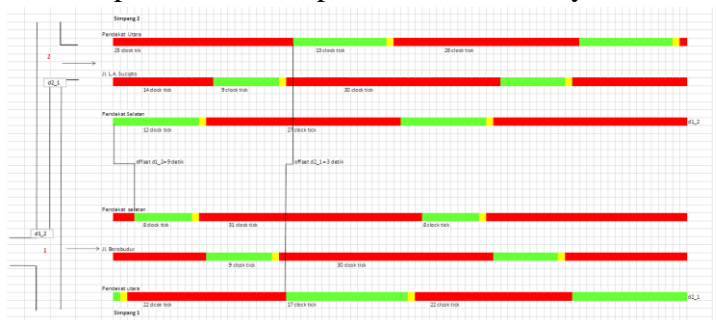 Simpang 2
Pendekat Utara
25 clock tik
13 clock tick
26 clock tick
2
Jl. L.A. Sucipto
d2_1
14 clock tick
9 clock tick
30 clock tick
Pendekat Selatan
d1_2
12 clock tick
27 clock tick
offset d1_2= 9 detik
offset d2_1 = 3 detik
Pendekat selatan
8 clock tick
31 clock tick
8 clock tick
d1_2
1
Jl. Borobudur
9 clock tick
30 clock tick
Pendekat utara
d2_1
22 clock tick
17 clock tick
22 clock tick
Simpang 1